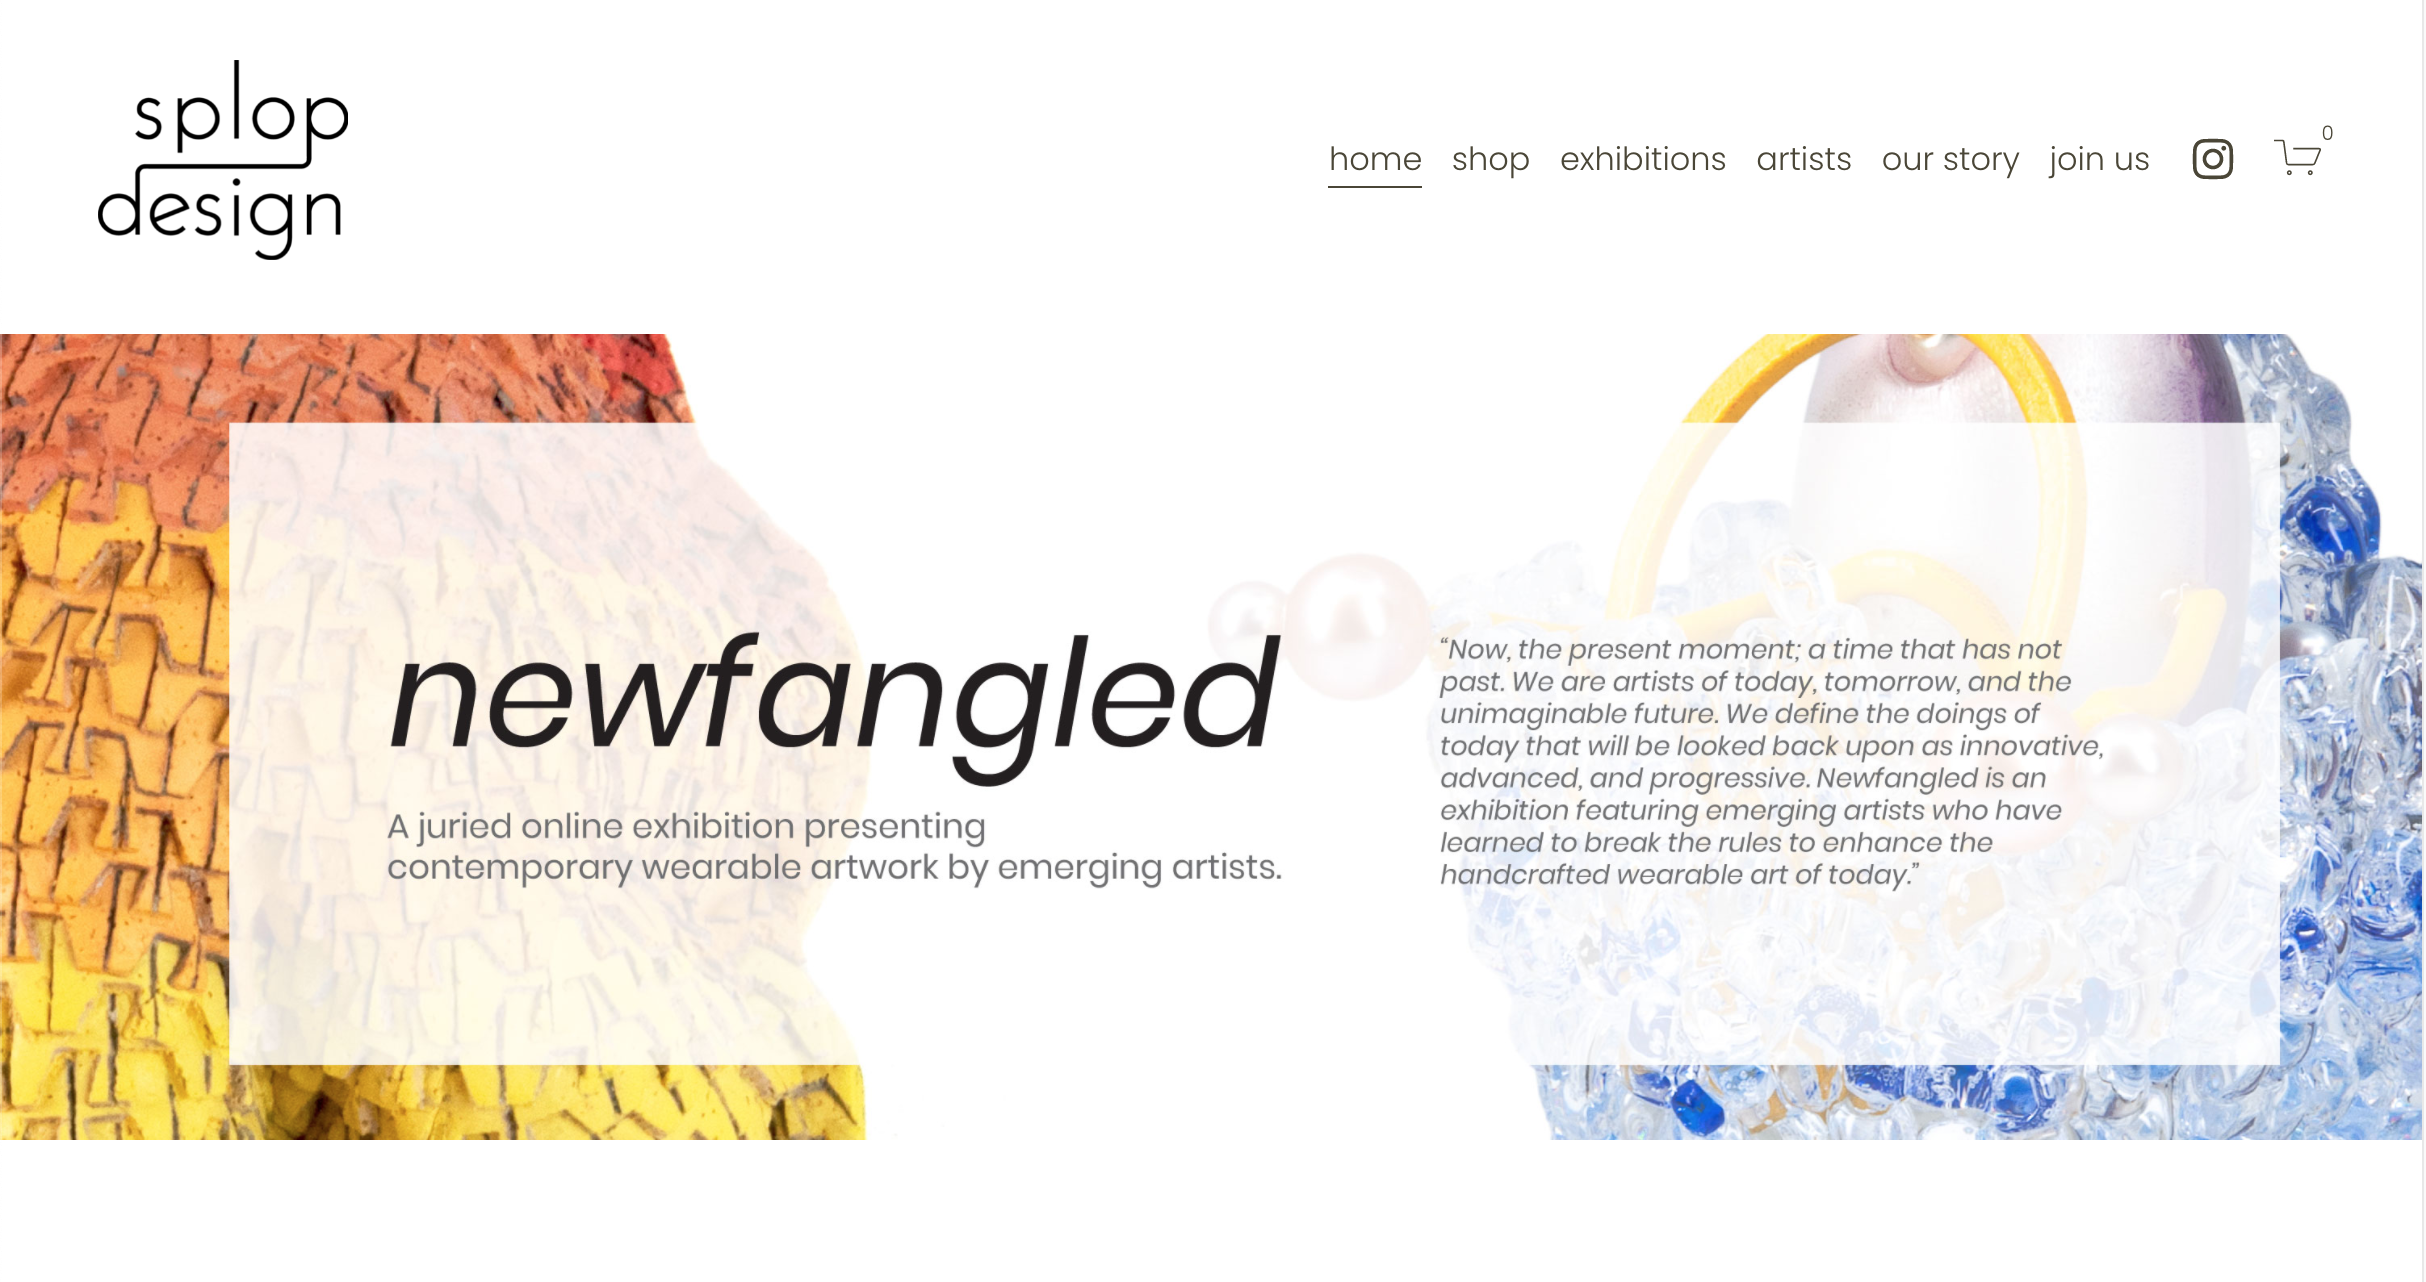 splop
design
home shop exhibitions artists our story join us 0
newfangled
A juried online exhibition presenting
contemporary wearable artwork by emerging artists.
“Now, the present moment; a time that has not
past. We are artists of today, tomorrow, and the
unimaginable future. We define the doings of
today that will be looked back upon as innovative,
advanced, and progressive. Newfangled is an
exhibition featuring emerging artists who have
learned to break the rules to enhance the
handcrafted wearable art of today.”